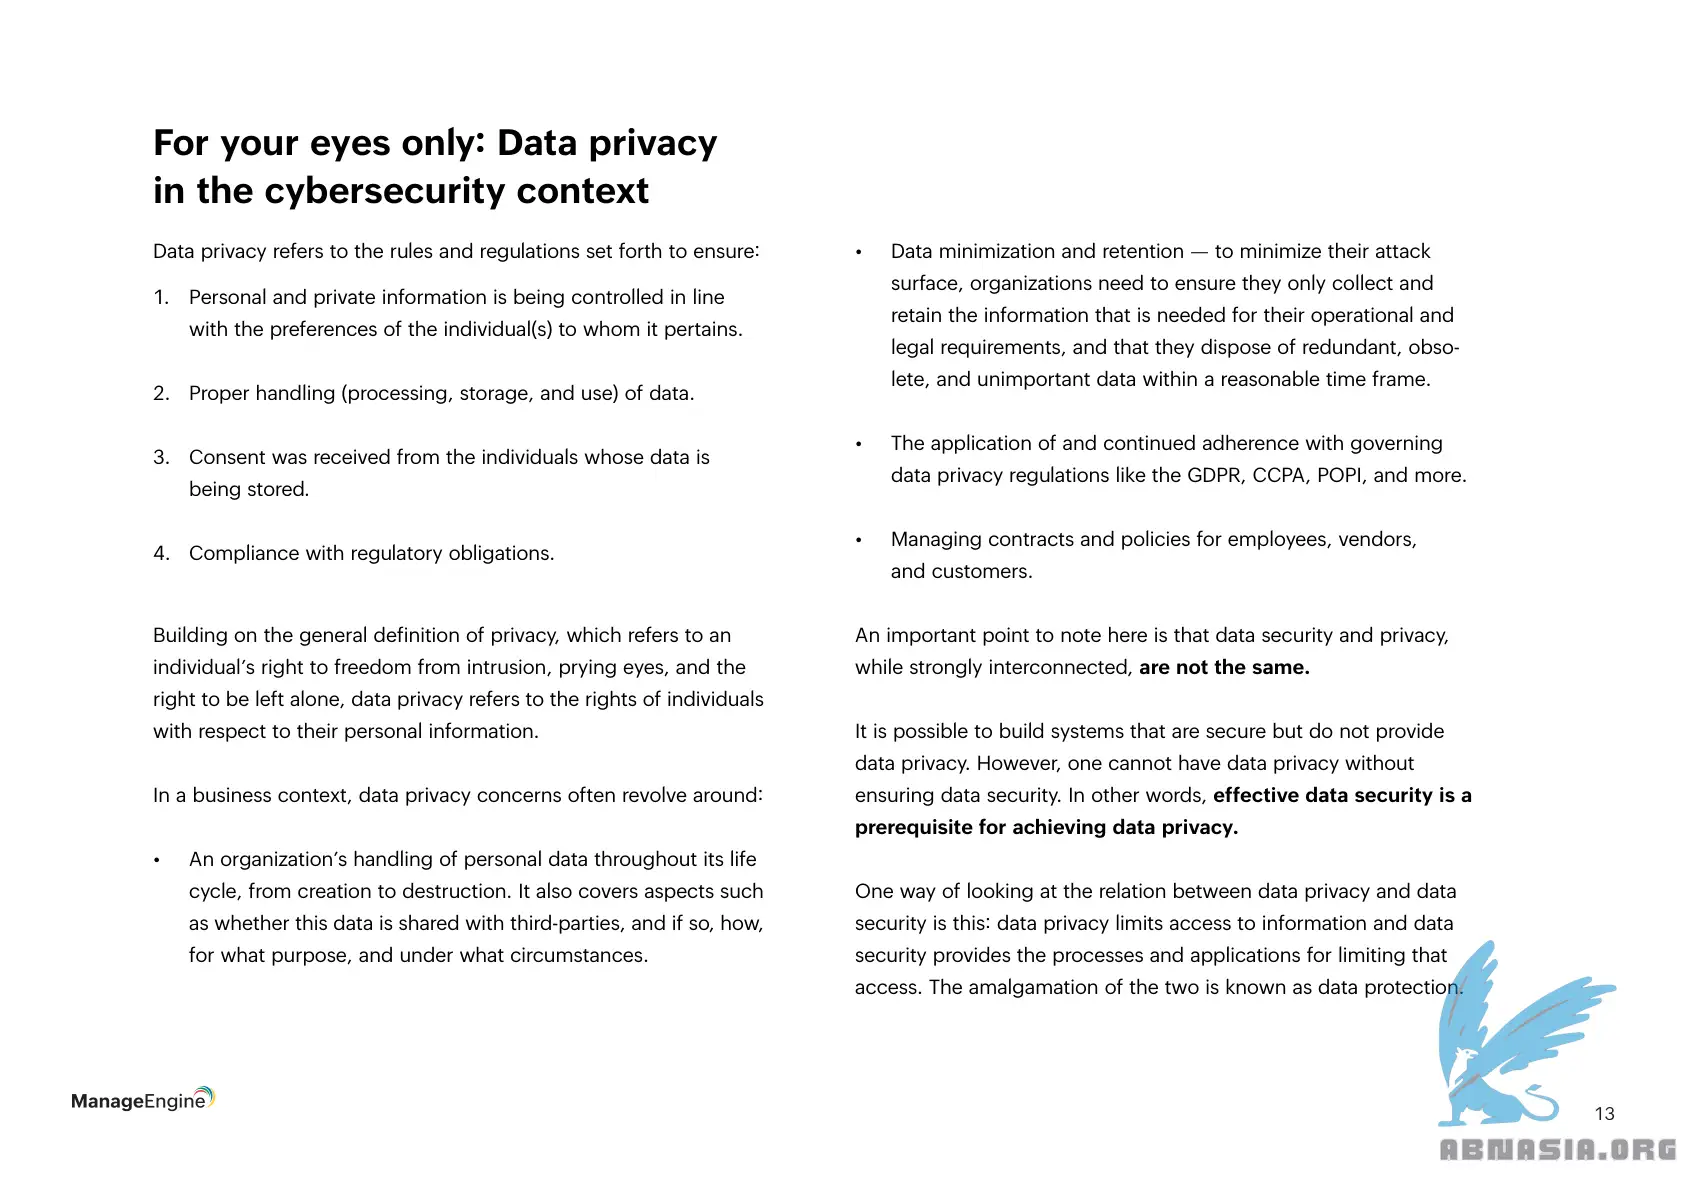 For your eyes only: Data privacy
in the cybersecurity context
Data privacy refers to the rules and regulations set forth to ensure:
1. Personal and private information is being controlled in line
with the preferences of the individual(s) to whom it pertains.
2. Proper handling (processing, storage, and use) of data.
3. Consent was received from the individuals whose data is
being stored.
4. Compliance with regulatory obligations.
Building on the general definition of privacy, which refers to an
individual’s right to freedom from intrusion, prying eyes, and the
right to be left alone, data privacy refers to the rights of individuals
with respect to their personal information.
In a business context, data privacy concerns often revolve around:
• An organization’s handling of personal data throughout its life
cycle, from creation to destruction. It also covers aspects such
as whether this data is shared with third-parties, and if so, how,
for what purpose, and under what circumstances.
• Data minimization and retention — to minimize their attack
surface, organizations need to ensure they only collect and
retain the information that is needed for their operational and
legal requirements, and that they dispose of redundant, obso-
lete, and unimportant data within a reasonable time frame.
• The application of and continued adherence with governing
data privacy regulations like the GDPR, CCPA, POPI, and more.
• Managing contracts and policies for employees, vendors,
and customers.
An important point to note here is that data security and privacy,
while strongly interconnected, are not the same.
It is possible to build systems that are secure but do not provide
data privacy. However, one cannot have data privacy without
ensuring data security. In other words, effective data security is a
prerequisite for achieving data privacy.
One way of looking at the relation between data privacy and data
security is this: data privacy limits access to information and data
security provides the processes and applications for limiting that
access. The amalgamation of the two is known as data protection.
ManageEngine
13
ABNASIA.ORG